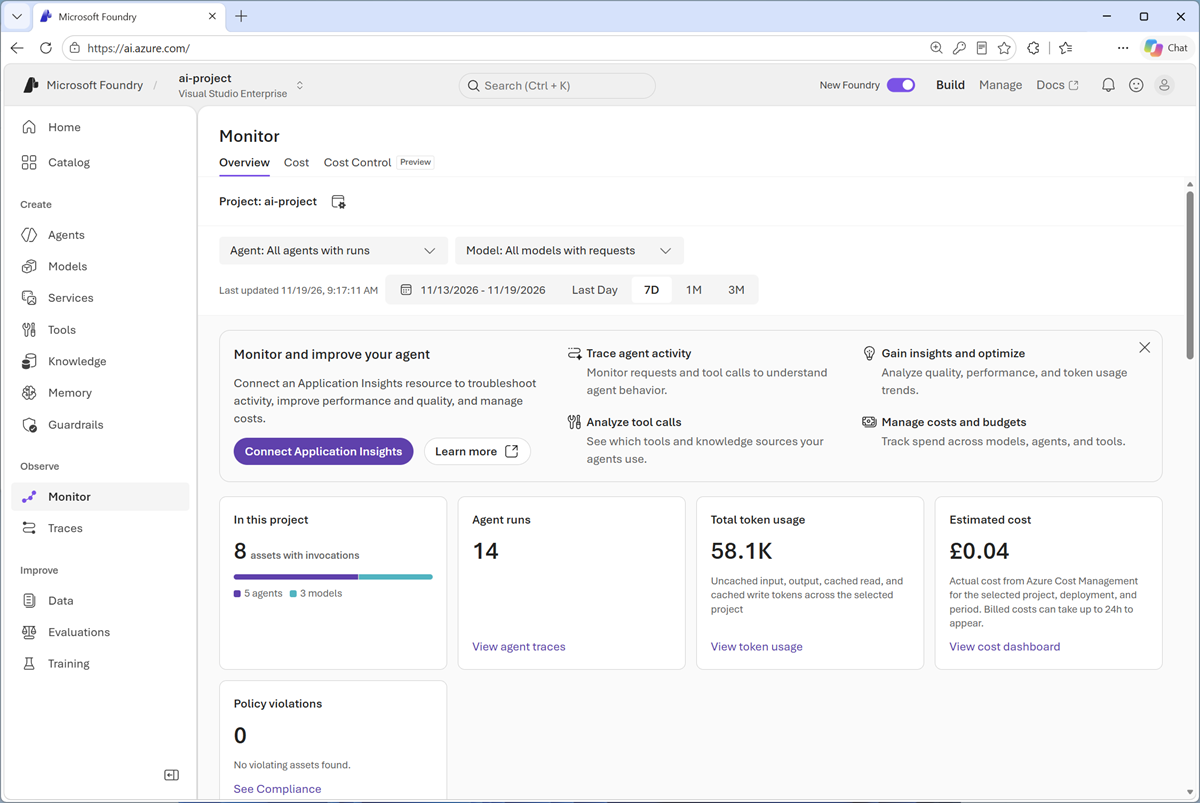 Microsoft Foundry
https://ai.azure.com/
Chat
Microsoft Foundry / ai-project
Visual Studio Enterprise
Search (Ctrl + K)
New Foundry
Build
Manage
Docs
Home
Catalog
Create
Agents
Models
Services
Tools
Knowledge
Memory
Guardrails
Observe
Monitor
Traces
Improve
Data
Evaluations
Training
Monitor
Overview
Cost
Cost Control
Preview
Project: ai-project
Agent: All agents with runs
Model: All models with requests
Last updated 11/19/26, 9:17:11 AM
11/13/2026 - 11/19/2026
Last Day
7D
1M
3M
Monitor and improve your agent
Connect an Application Insights resource to troubleshoot
activity, improve performance and quality, and manage
costs.
Connect Application Insights
Learn more
Trace agent activity
Monitor requests and tool calls to understand
agent behavior.
Analyze tool calls
See which tools and knowledge sources your
agents use.
Gain insights and optimize
Analyze quality, performance, and token usage
trends.
Manage costs and budgets
Track spend across models, agents, and tools.
In this project
8 assets with invocations
5 agents
3 models
Agent runs
14
View agent traces
Total token usage
58.1K
Uncached input, output, cached read, and
cached write tokens across the selected
project
View token usage
Estimated cost
£0.04
Actual cost from Azure Cost Management
for the selected project, deployment, and
period. Billed costs can take up to 24h to
appear.
View cost dashboard
Policy violations
0
No violating assets found.
See Compliance